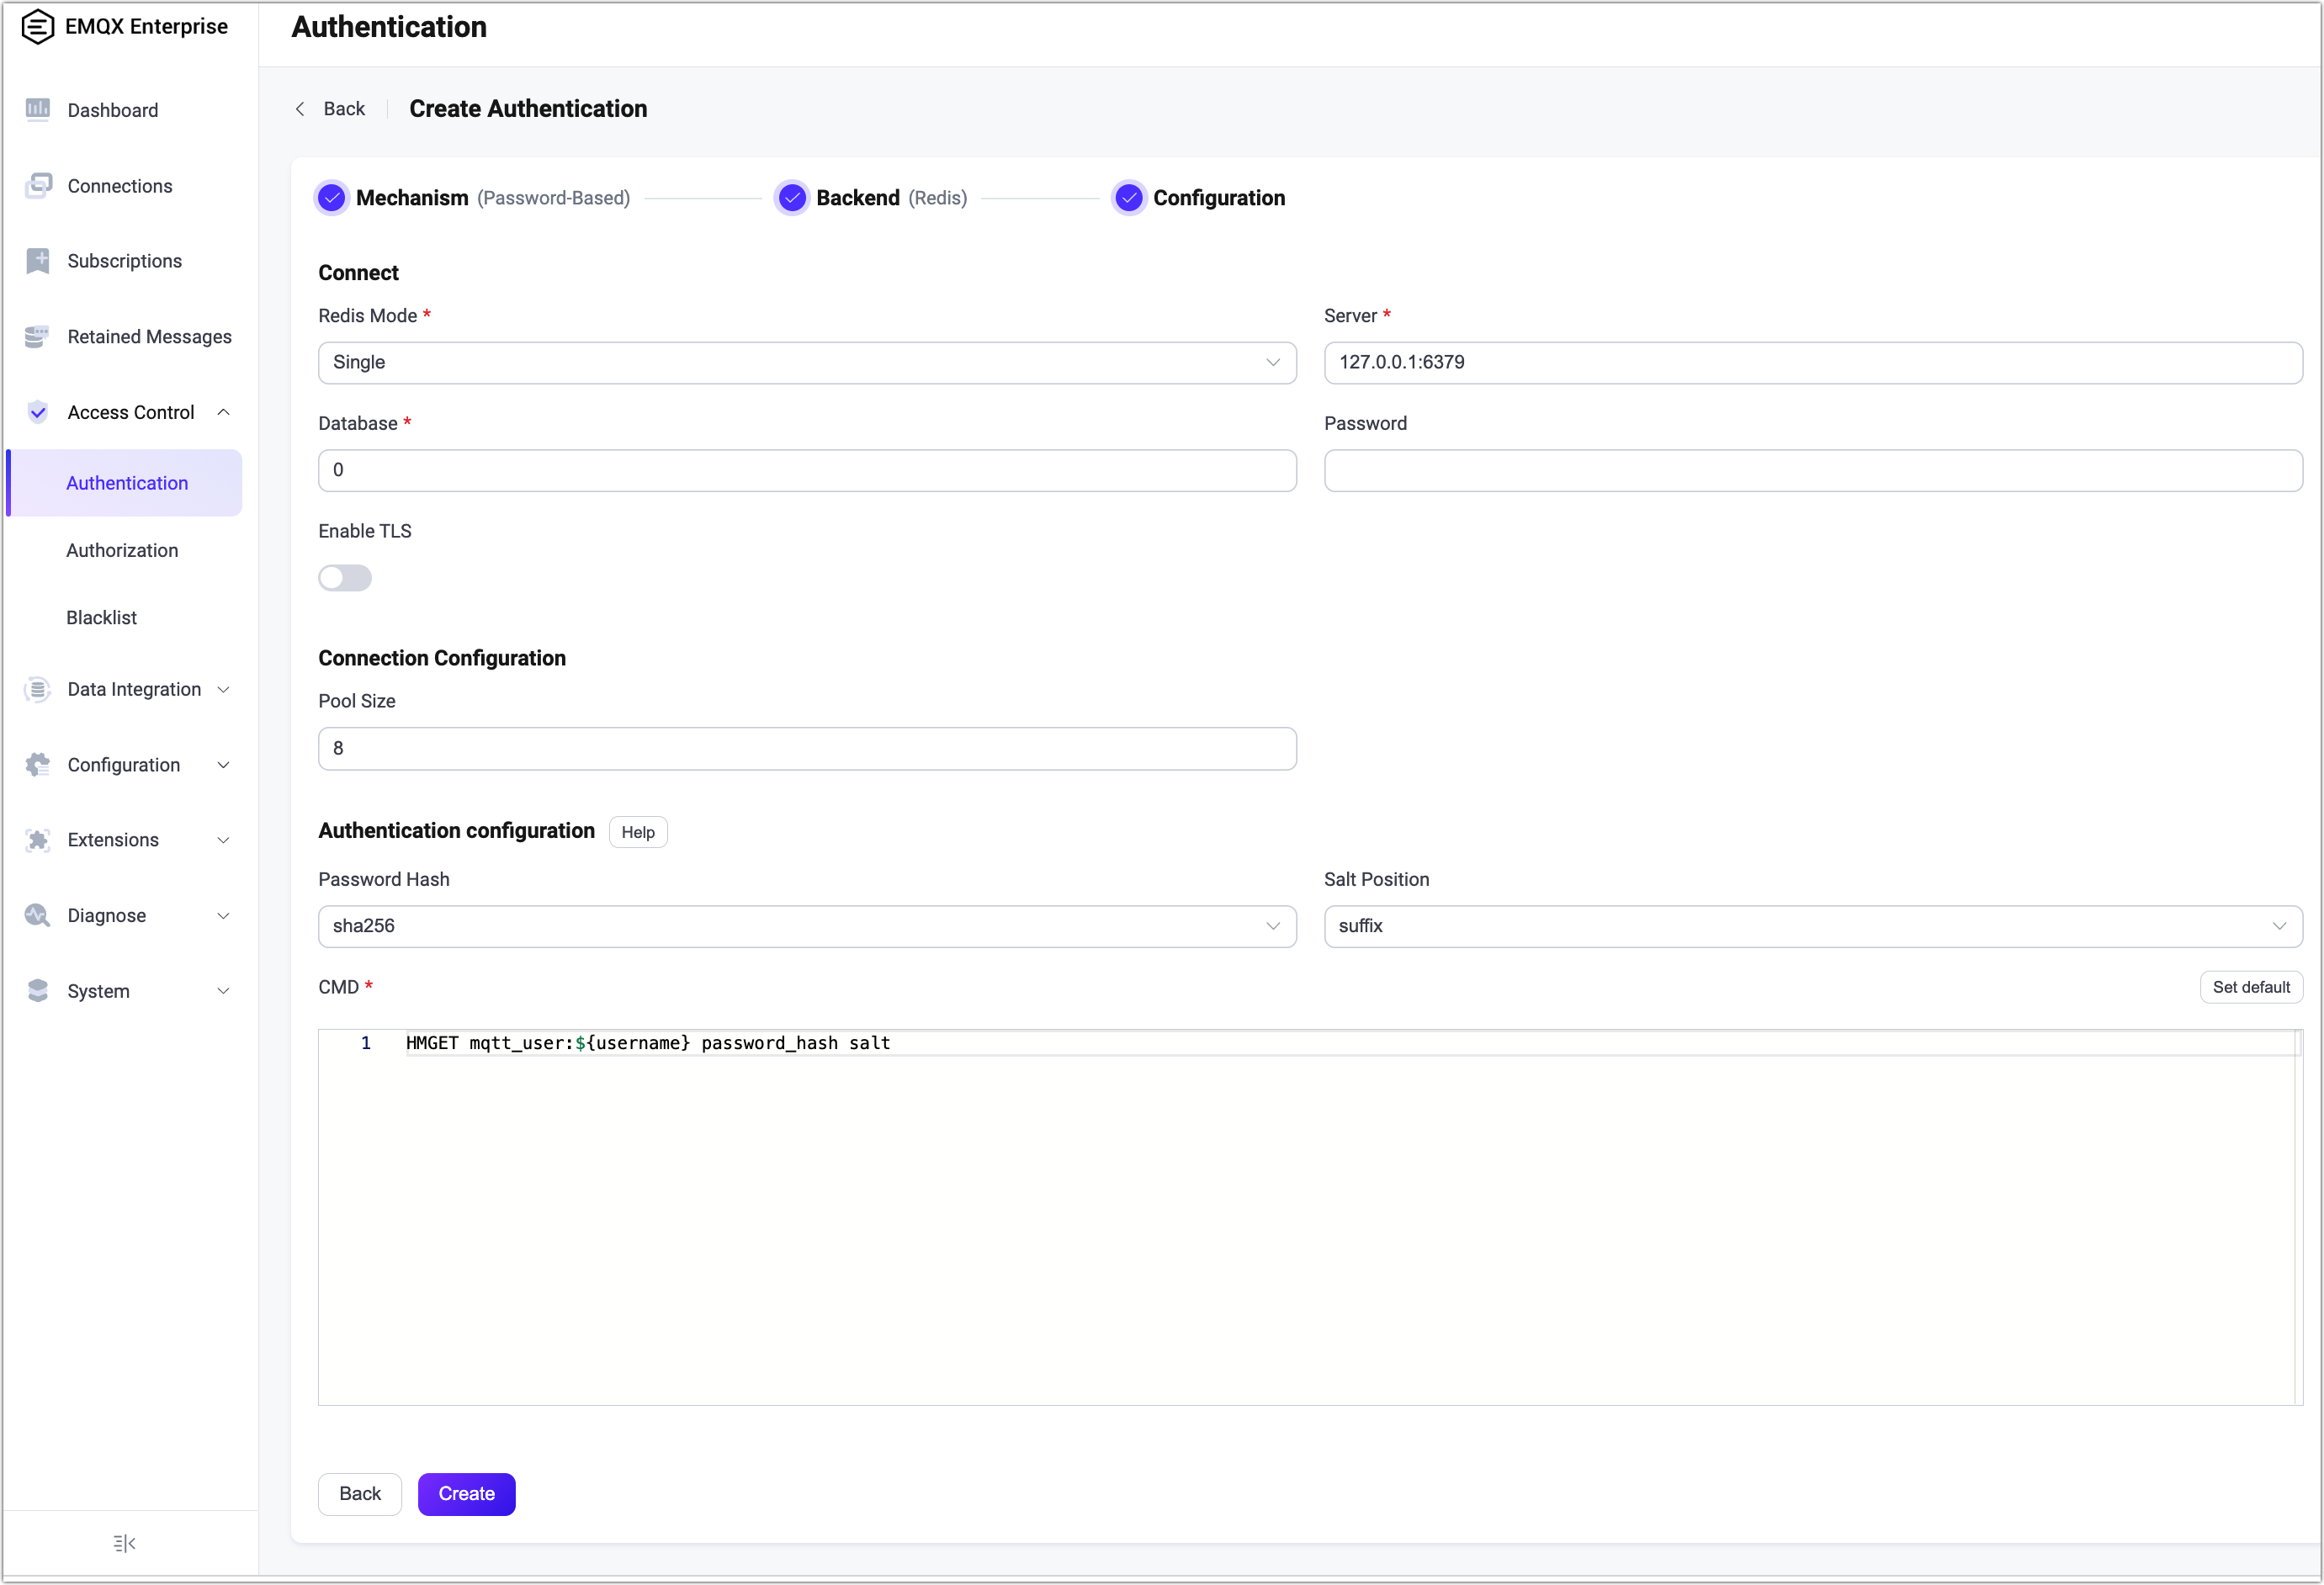 EMQX Enterprise
Authentication
Dashboard
Connections
Subscriptions
Retained Messages
Access Control
Authentication
Authorization
Blacklist
Data Integration
Configuration
Extensions
Diagnose
System
Back
Create Authentication
Mechanism (Password-Based)
Backend (Redis)
Configuration
Connect
Redis Mode *
Server *
Single
127.0.0.1:6379
Database *
Password
0
Enable TLS
Connection Configuration
Pool Size
8
Authentication configuration
Help
Password Hash
Salt Position
sha256
suffix
CMD *
Set default
1 HMGET mqtt_user:${username} password_hash salt
Back
Create